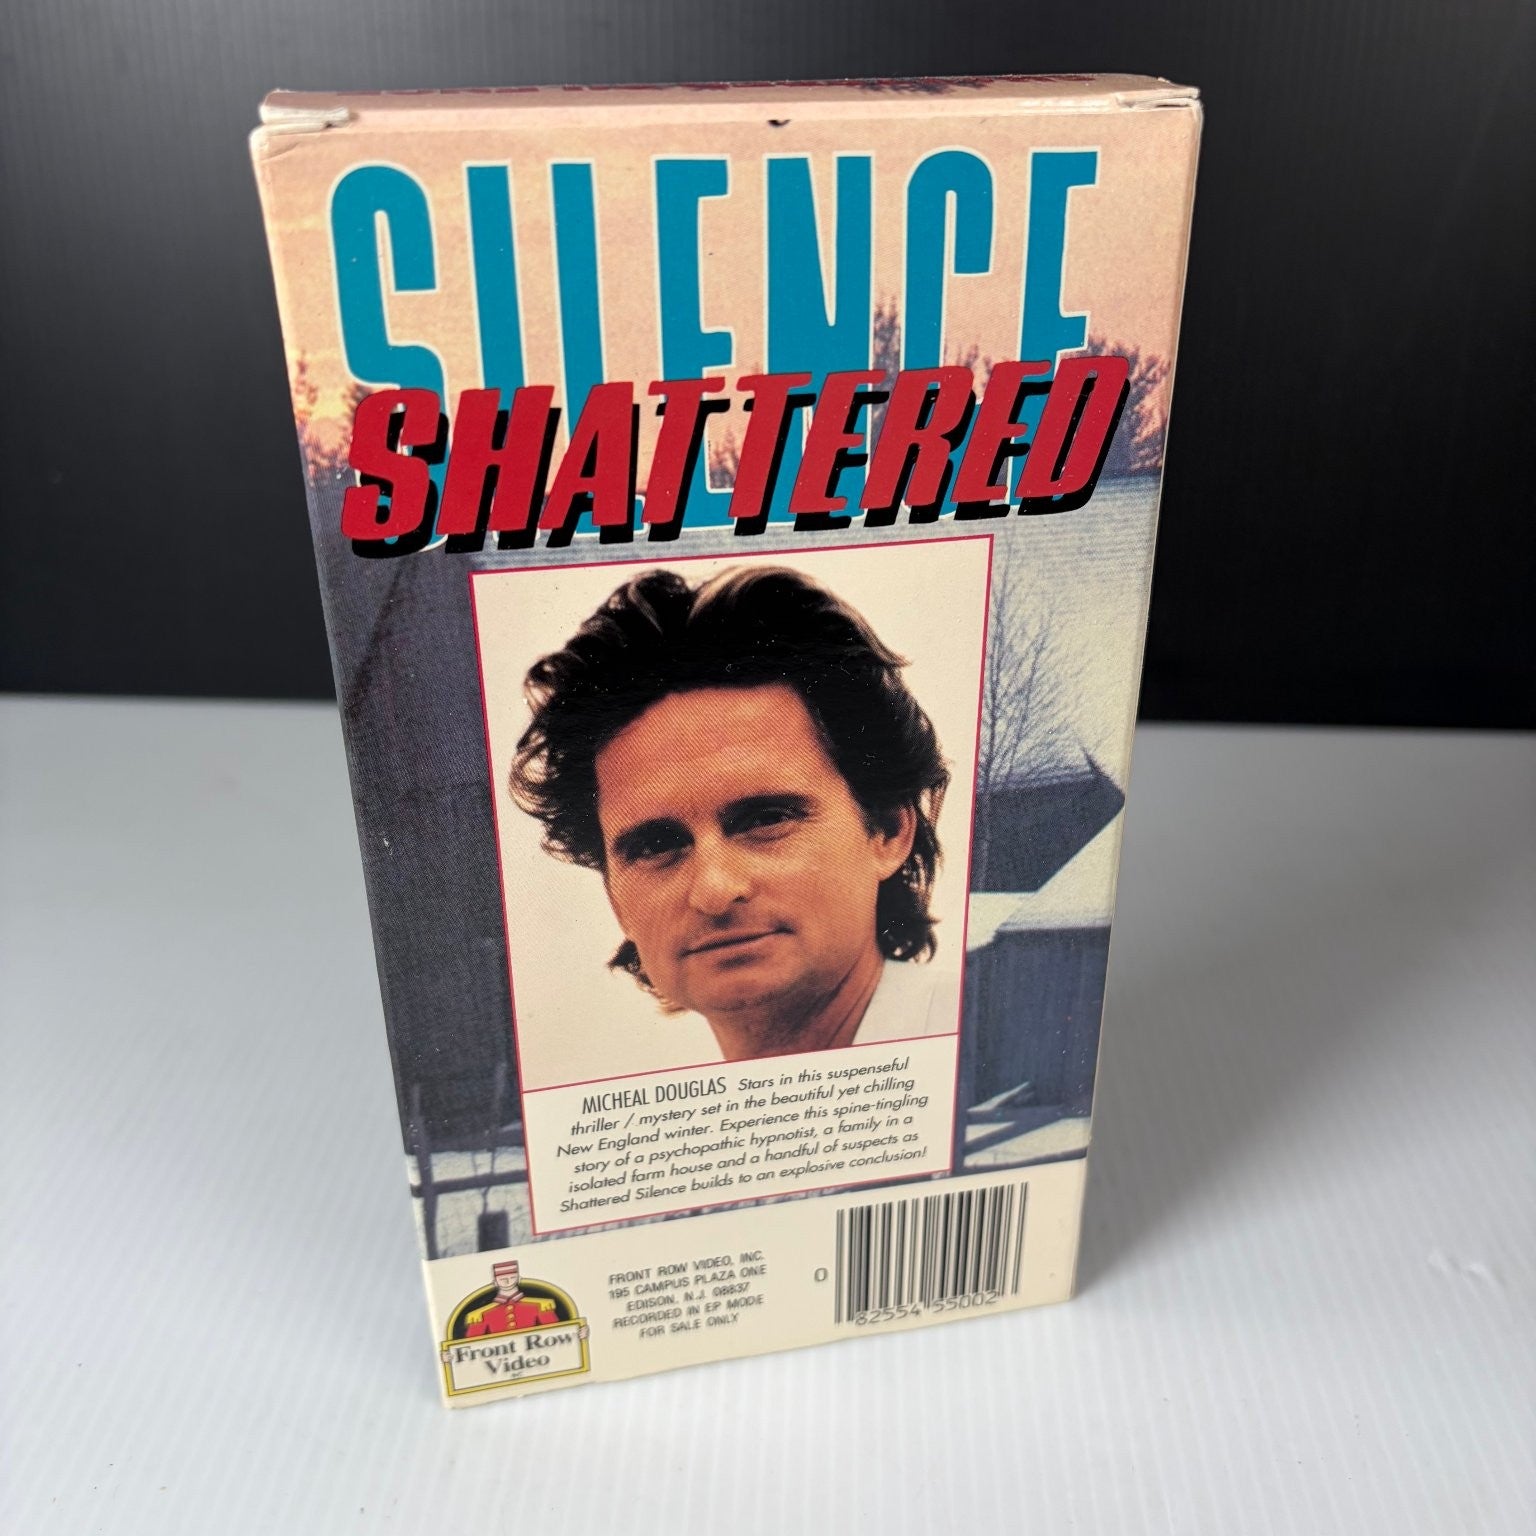 SILENCE
SHATTERED
MICHEAL DOUGLAS Stars in this suspenseful
thriller / mystery set in the beautiful yet chilling
New England winter. Experience this spine-tingling
story of a psychopathic hypnotist, a family in a
isolated farm house and a handful of suspects as
Shattered Silence builds to an explosive conclusion!
FRONT ROW VIDEO, INC.
195 CAMPUS PLAZA ONE
EDISON, N.J. 08837
RECORDED IN EP MODE
FOR SALE ONLY
0 82554 55002
Front Row
Video